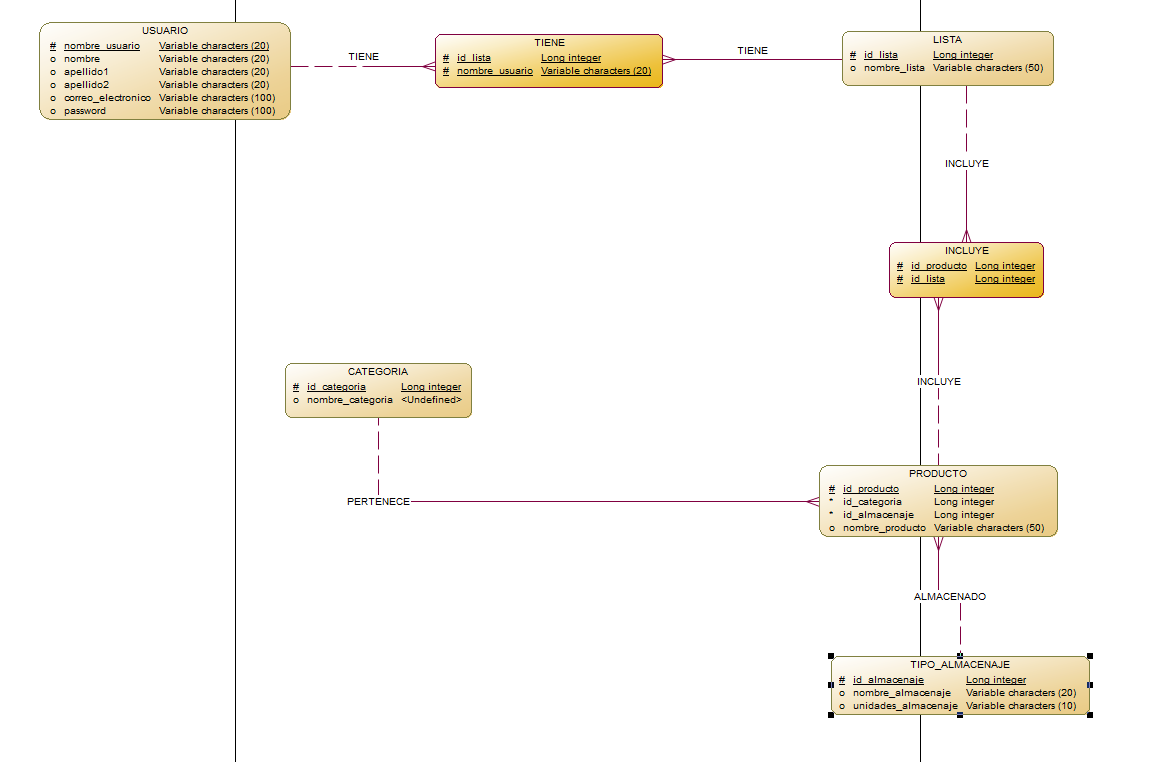 USUARIO
# nombre_usuario Variable characters (20)
o nombre Variable characters (20)
o apellido1 Variable characters (20)
o apellido2 Variable characters (20)
o correo_electronico Variable characters (100)
o password Variable characters (100)
TIENE
TIENE
# id_lista Long integer
# nombre_usuario Variable characters (20)
TIENE
LISTA
# id_lista Long integer
o nombre_lista Variable characters (50)
INCLUYE
INCLUYE
# id_producto Long integer
# id_lista Long integer
INCLUYE
CATEGORIA
# id_categoria Long integer
o nombre_categoria <Undefined>
PERTENECE
PRODUCTO
# id_producto Long integer
* id_categoria Long integer
* id_almacenaje Long integer
o nombre_producto Variable characters (50)
ALMACENADO
TIPO_ALMACENAJE
# id_almacenaje Long integer
o nombre_almacenaje Variable characters (20)
o unidades_almacenaje Variable characters (10)